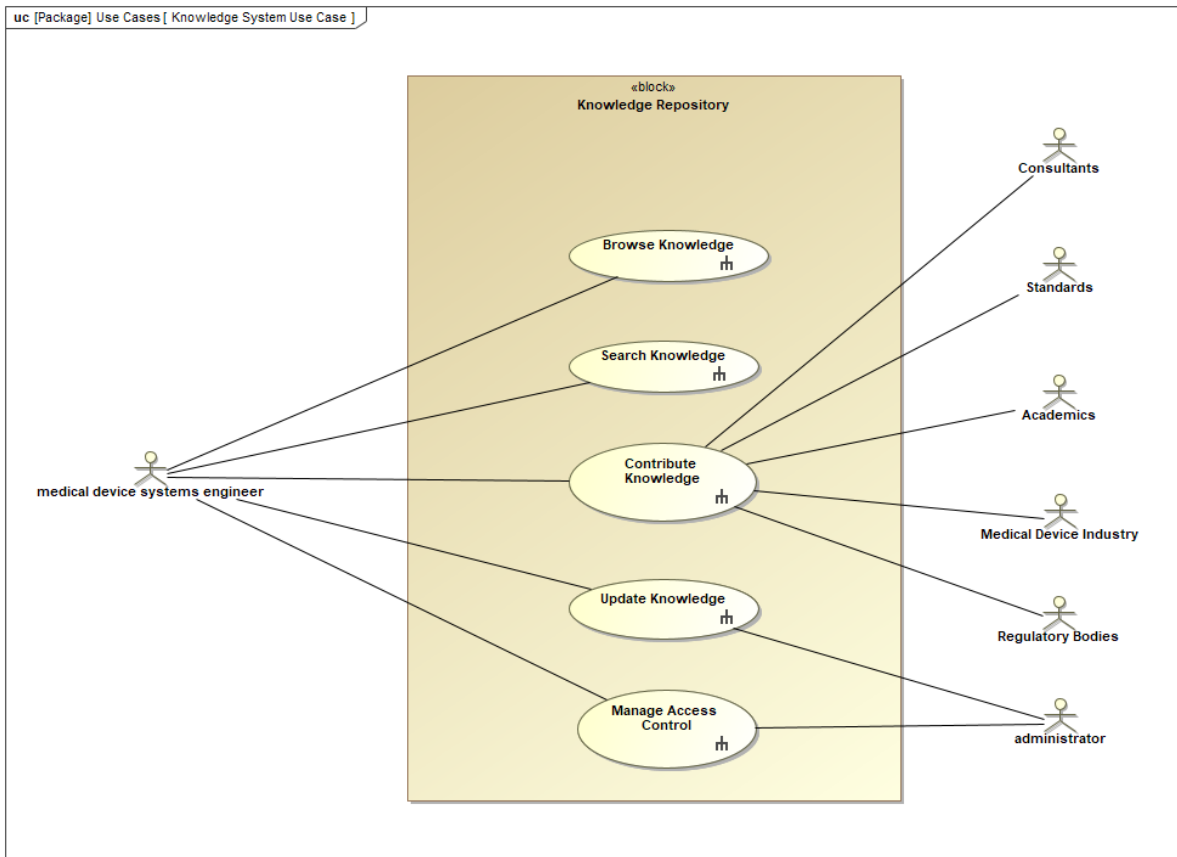 uc [Package] Use Cases [ Knowledge System Use Case ]
«block»
Knowledge Repository
Consultants
Browse Knowledge
Standards
Search Knowledge
Academics
Contribute
Knowledge
medical device systems engineer
Medical Device Industry
Update Knowledge
Regulatory Bodies
Manage Access
Control
administrator